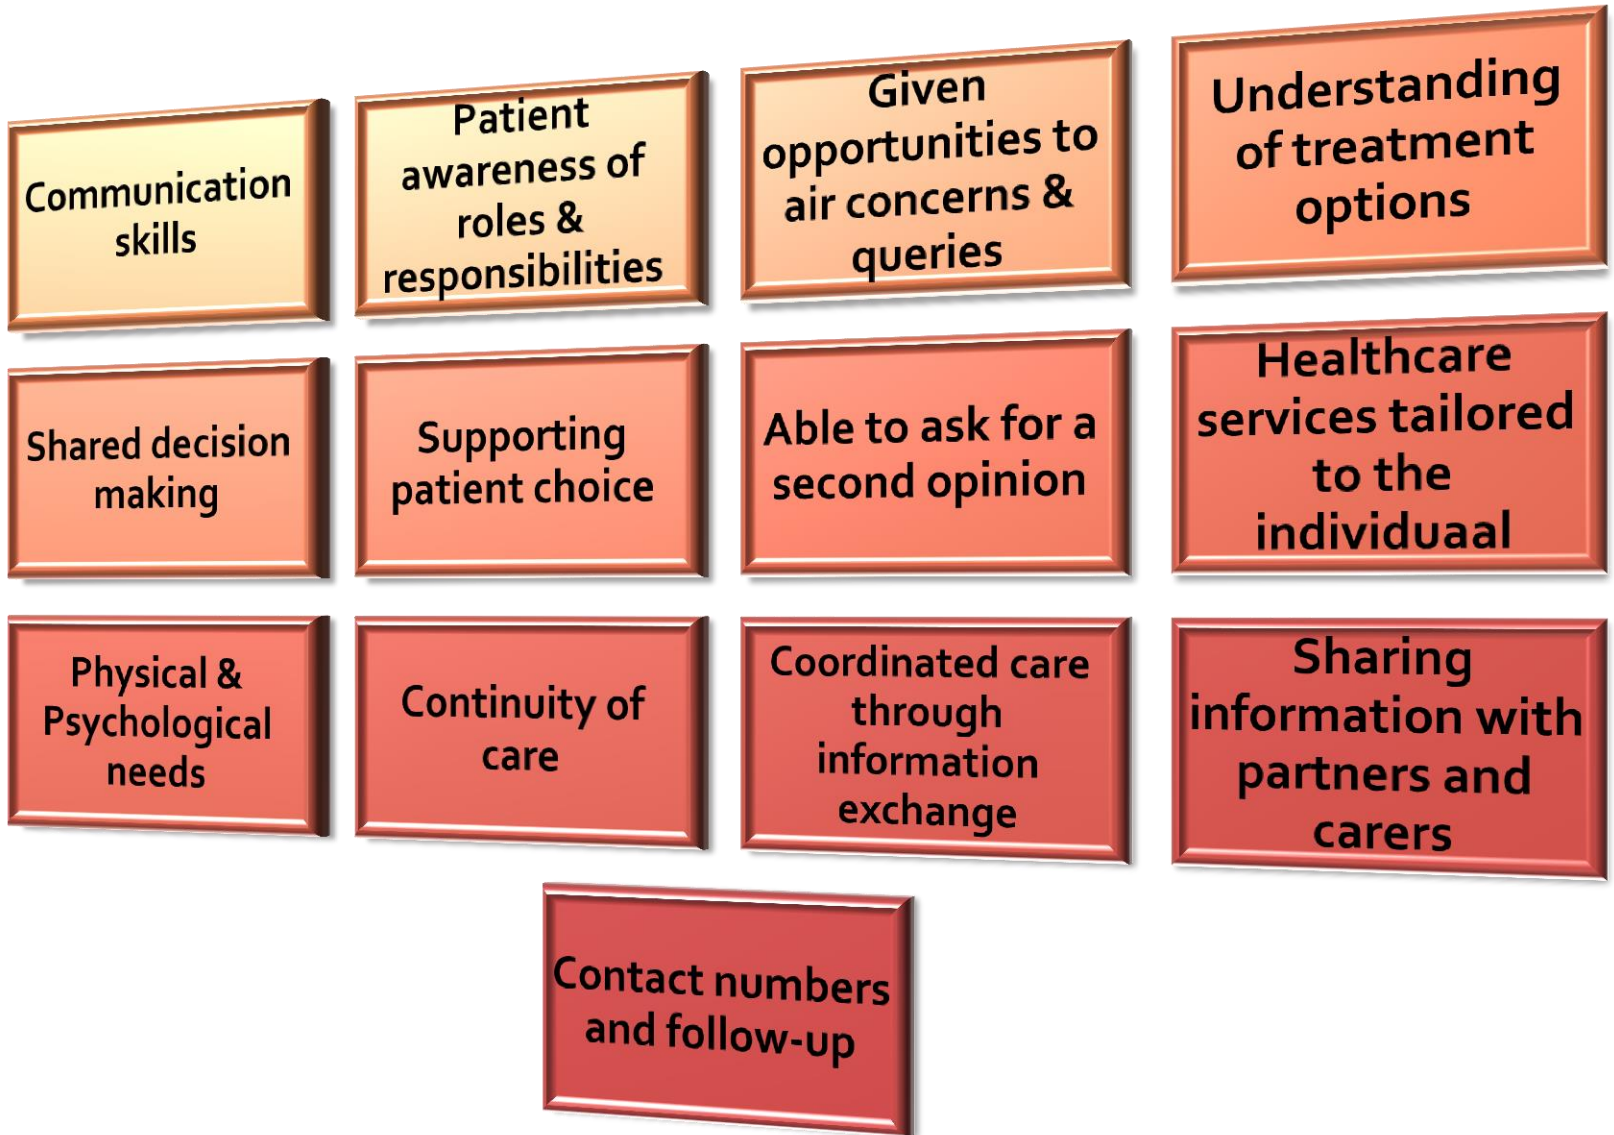 Communication
skills
Patient
awareness of
roles &
responsibilities
Given
opportunities to
air concerns &
queries
Understanding
of treatment
options
Shared decision
making
Supporting
patient choice
Able to ask for a
second opinion
Healthcare
services tailored
to the
individuaal
Physical &
Psychological
needs
Continuity of
care
Coordinated care
through
information
exchange
Sharing
information with
partners and
carers
Contact numbers
and follow-up